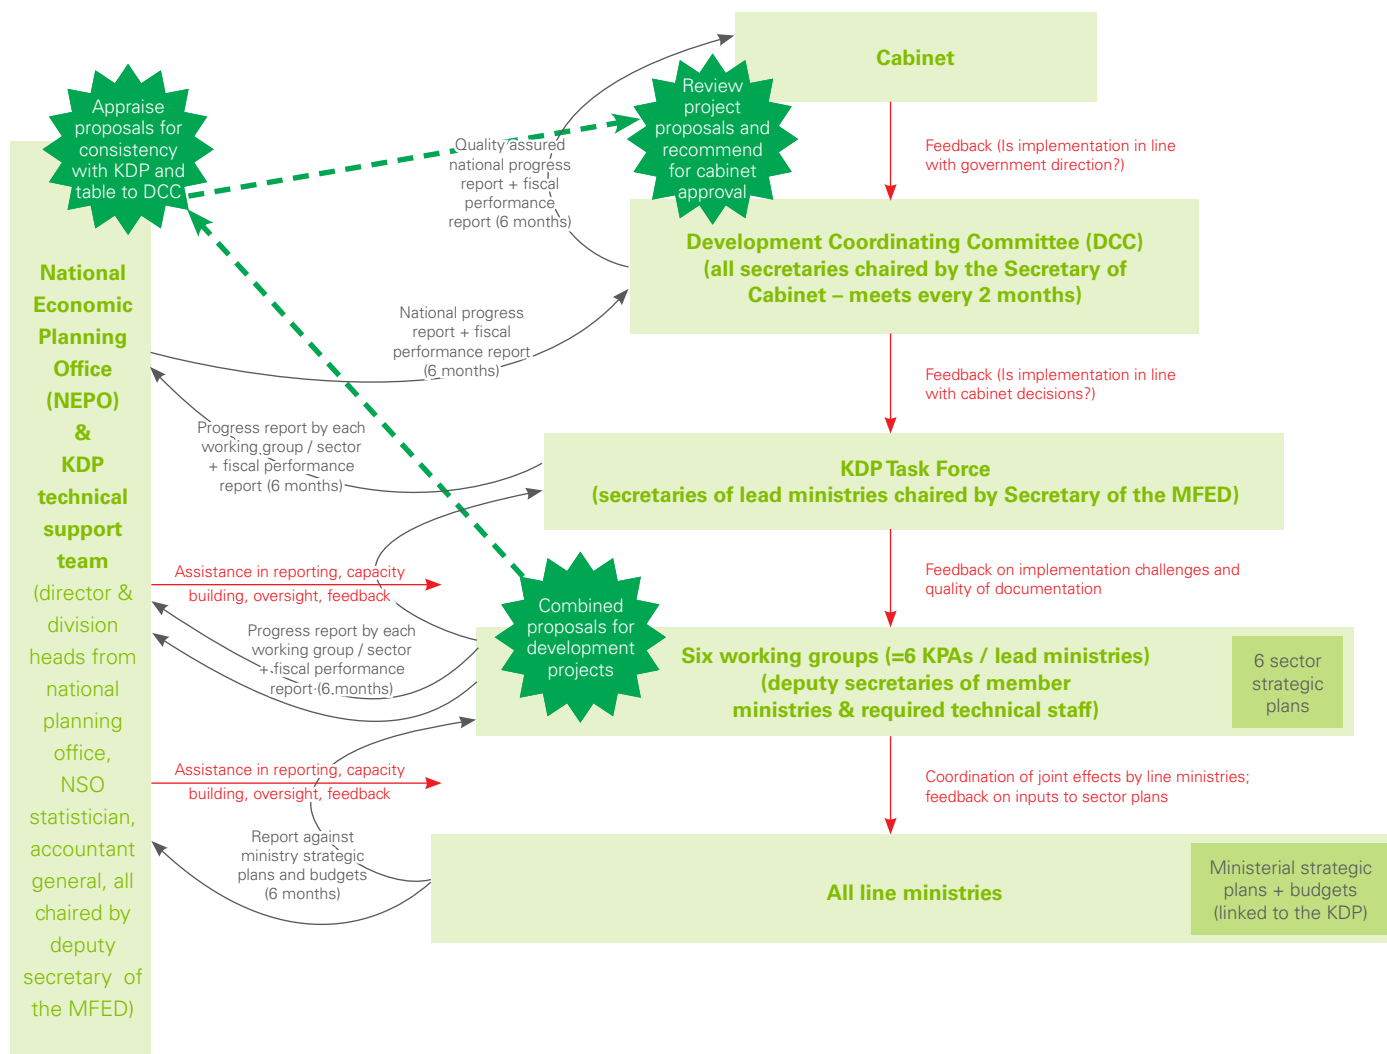 Cabinet
Appraise
proposals for
consistency
with KDP and
table to DCC
Review
project
proposals and
recommend
for cabinet
approval
Quality assured
national progress
report + fiscal
performance
report (6 months)
Feedback (Is implementation in line
with government direction?)
Development Coordinating Committee (DCC)
(all secretaries chaired by the Secretary of
Cabinet – meets every 2 months)
National
Economic
Planning
Office
(NEPO)
&
KDP
technical
support
team
(director &
division
heads from
national
planning
office,
NSO
statistician,
accountant
general, all
chaired by
deputy
secretary of
the MFED)
National progress
report + fiscal
performance report
(6 months)
Feedback (Is implementation in line
with cabinet decisions?)
Progress report by each
working group / sector
+ fiscal performance
report (6 months)
KDP Task Force
(secretaries of lead ministries chaired by Secretary of the MFED)
Assistance in reporting, capacity
building, oversight, feedback
Feedback on implementation challenges and
quality of documentation
Combined
proposals for
development
projects
Progress report by each
working group / sector
+ fiscal performance
report (6 months)
Six working groups (=6 KPAs / lead ministries)
(deputy secretaries of member
ministries & required technical staff)
6 sector
strategic
plans
Assistance in reporting, capacity
building, oversight, feedback
Coordination of joint effects by line ministries;
feedback on inputs to sector plans
Report against
ministry strategic
plans and budgets
(6 months)
All line ministries
Ministerial strategic
plans + budgets
(linked to the KDP)